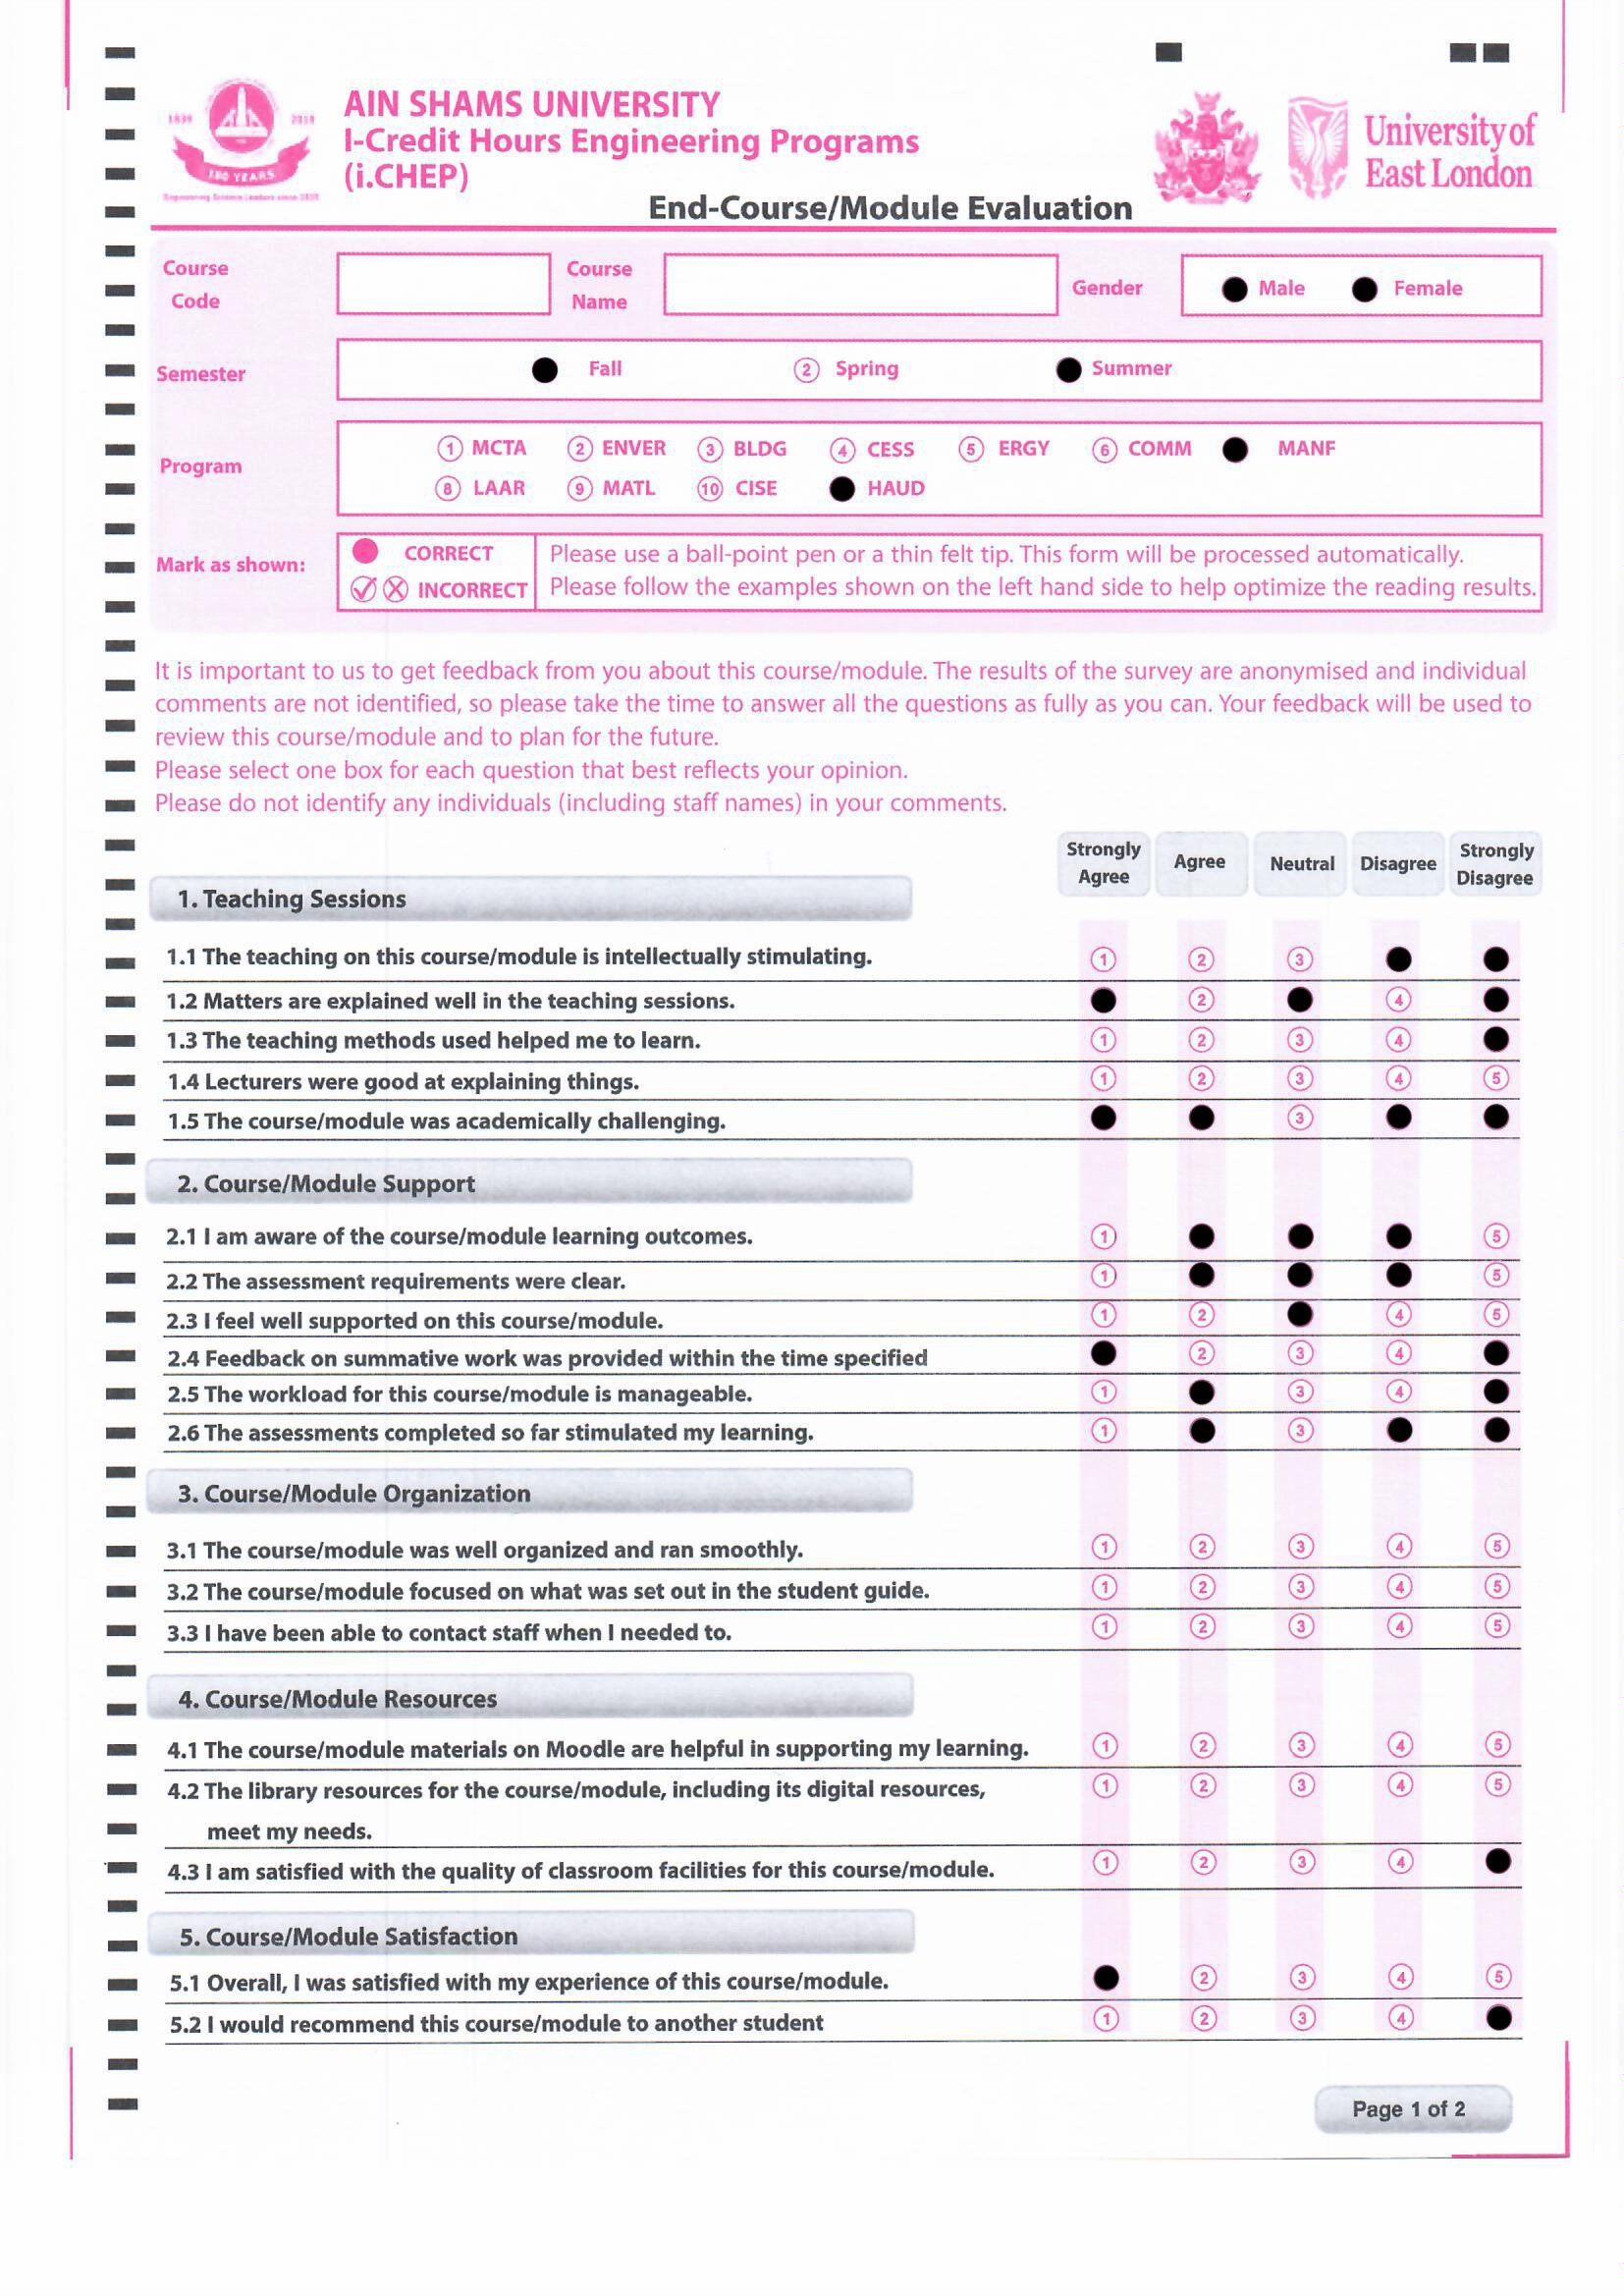 AIN SHAMS UNIVERSITY
I-Credit Hours Engineering Programs
(i.CHEP)
1839 2019
180 YEARS
University of
East London
End-Course/Module Evaluation
Course
Code
Course
Name
Gender
Male Female
Semester
Fall ② Spring Summer
Program
① MCTA ② ENVER ③ BLDG ④ CESS ⑤ ERGY ⑥ COMM MANF
⑧ LAAR ⑨ MATL ⑩ CISE HAUD
Mark as shown:
CORRECT
INCORRECT
Please use a ball-point pen or a thin felt tip. This form will be processed automatically.
Please follow the examples shown on the left hand side to help optimize the reading results.
It is important to us to get feedback from you about this course/module. The results of the survey are anonymised and individual
comments are not identified, so please take the time to answer all the questions as fully as you can. Your feedback will be used to
review this course/module and to plan for the future.
Please select one box for each question that best reflects your opinion.
Please do not identify any individuals (including staff names) in your comments.
Strongly Agree Agree Neutral Disagree Strongly Disagree
1. Teaching Sessions
1.1 The teaching on this course/module is intellectually stimulating. ① ② ③
1.2 Matters are explained well in the teaching sessions. ② ④
1.3 The teaching methods used helped me to learn. ① ② ③ ④
1.4 Lecturers were good at explaining things. ① ② ③ ④ ⑤
1.5 The course/module was academically challenging. ③
2. Course/Module Support
2.1 I am aware of the course/module learning outcomes. ① ⑤
2.2 The assessment requirements were clear. ① ⑤
2.3 I feel well supported on this course/module. ① ② ④ ⑤
2.4 Feedback on summative work was provided within the time specified ② ③ ④
2.5 The workload for this course/module is manageable. ① ③ ④
2.6 The assessments completed so far stimulated my learning. ① ③
3. Course/Module Organization
3.1 The course/module was well organized and ran smoothly. ① ② ③ ④ ⑤
3.2 The course/module focused on what was set out in the student guide. ① ② ③ ④ ⑤
3.3 I have been able to contact staff when I needed to. ① ② ③ ④ ⑤
4. Course/Module Resources
4.1 The course/module materials on Moodle are helpful in supporting my learning. ① ② ③ ④ ⑤
4.2 The library resources for the course/module, including its digital resources, ① ② ③ ④ ⑤
meet my needs.
4.3 I am satisfied with the quality of classroom facilities for this course/module. ① ② ③ ④
5. Course/Module Satisfaction
5.1 Overall, I was satisfied with my experience of this course/module. ② ③ ④ ⑤
5.2 I would recommend this course/module to another student ① ② ③ ④
Page 1 of 2